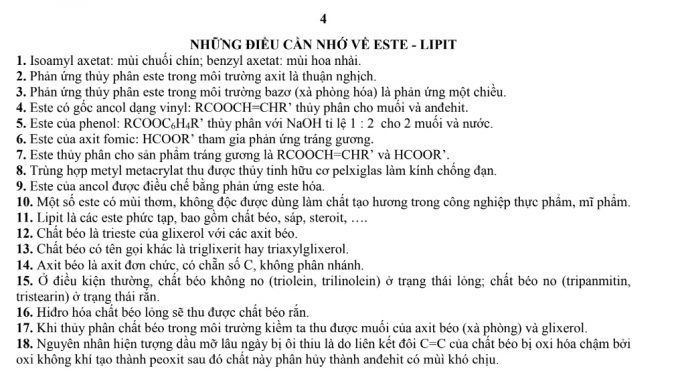 4
NHỮNG ĐIỀU CẦN NHỚ VỀ ESTE - LIPIT
1. Isoamyl axetat: mùi chuối chín; benzyl axetat: mùi hoa nhài.
2. Phản ứng thủy phân este trong môi trường axit là thuận nghịch.
3. Phản ứng thủy phân este trong môi trường bazơ (xà phòng hóa) là phản ứng một chiều.
4. Este có gốc ancol dạng vinyl: RCOOCH=CHR’ thủy phân cho muối và anđehit.
5. Este của phenol: RCOOC₆H₄R’ thủy phân với NaOH tỉ lệ 1 : 2 cho 2 muối và nước.
6. Este của axit fomic: HCOOR’ tham gia phản ứng tráng gương.
7. Este thủy phân cho sản phẩm tráng gương là RCOOCH=CHR’ và HCOOR’.
8. Trùng hợp metyl metacrylat thu được thủy tinh hữu cơ pelxiglas làm kính chống đạn.
9. Este của ancol được điều chế bằng phản ứng este hóa.
10. Một số este có mùi thơm, không độc được dùng làm chất tạo hương trong công nghiệp thực phẩm, mĩ phẩm.
11. Lipit là các este phức tạp, bao gồm chất béo, sáp, steroit, ….
12. Chất béo là trieste của glixerol với các axit béo.
13. Chất béo có tên gọi khác là triglixerit hay triaxylglixerol.
14. Axit béo là axit đơn chức, có chẵn số C, không phân nhánh.
15. Ở điều kiện thường, chất béo không no (triolein, trilinolein) ở trạng thái lỏng; chất béo no (tripanmitin,
tristearin) ở trạng thái rắn.
16. Hiđro hóa chất béo lỏng sẽ thu được chất béo rắn.
17. Khi thủy phân chất béo trong môi trường kiềm ta thu được muối của axit béo (xà phòng) và glixerol.
18. Nguyên nhân hiện tượng dầu mỡ lâu ngày bị ôi thiu là do liên kết đôi C=C của chất béo bị oxi hóa chậm bởi
oxi không khí tạo thành peoxit sau đó chất này phân hủy thành anđehit có mùi khó chịu.